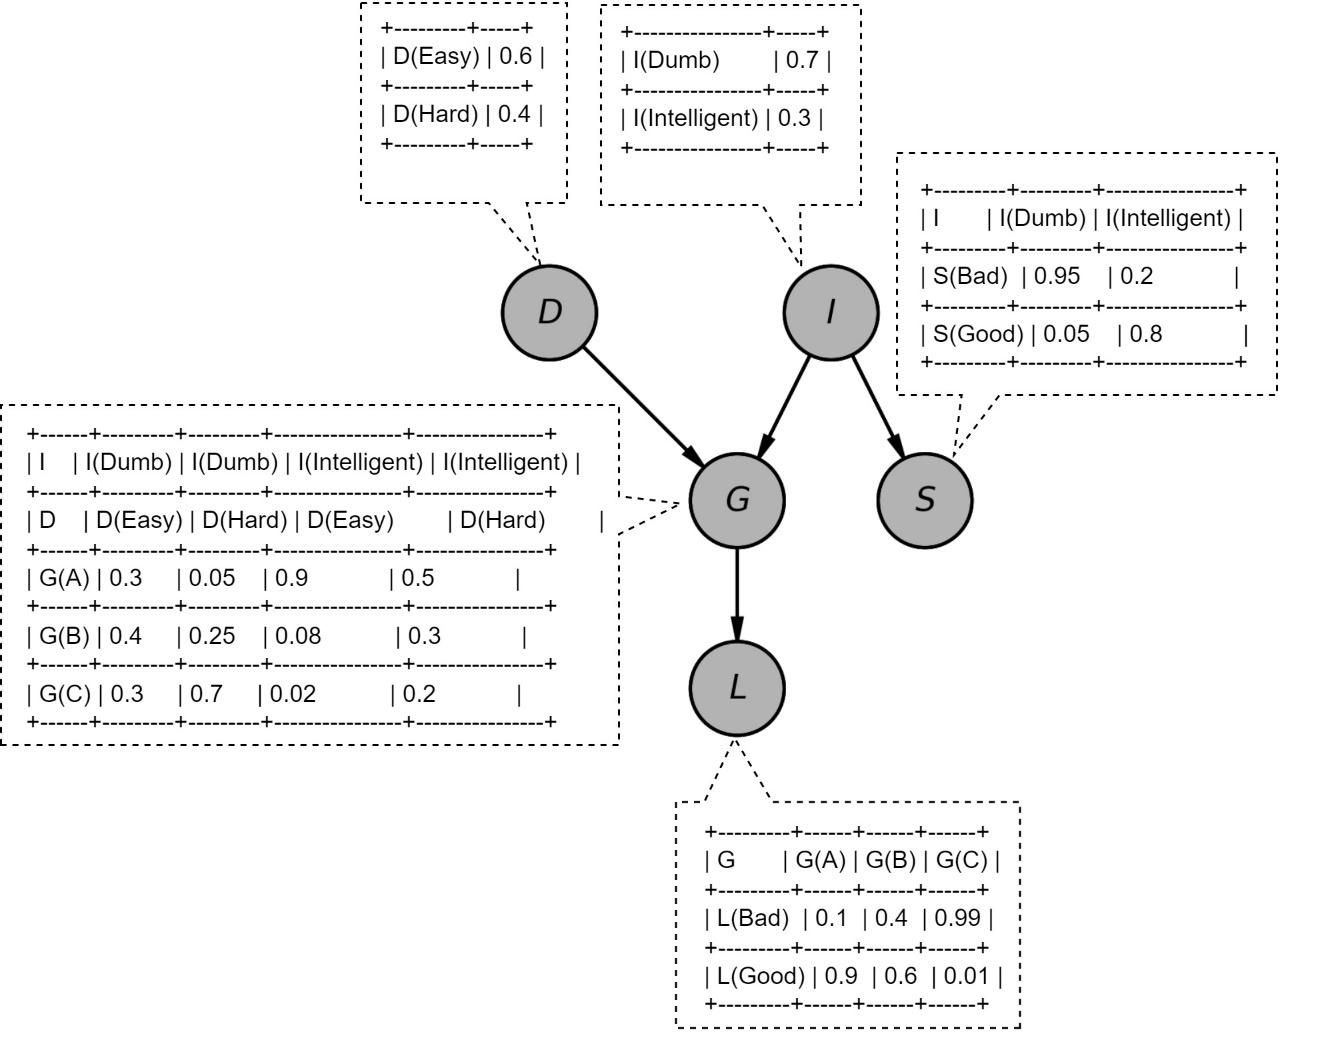 +---------+-----+
| D(Easy) | 0.6 |
+---------+-----+
| D(Hard) | 0.4 |
+---------+-----+
+----------------+-----+
| I(Dumb) | 0.7 |
+----------------+-----+
| I(Intelligent) | 0.3 |
+----------------+-----+
+---------+---------+----------------+
| I | I(Dumb) | I(Intelligent) |
+---------+---------+----------------+
| S(Bad) | 0.95 | 0.2 |
+---------+---------+----------------+
| S(Good) | 0.05 | 0.8 |
+---------+---------+----------------+
D
I
+------+---------+---------+----------------+----------------+
| I | I(Dumb) | I(Dumb) | I(Intelligent) | I(Intelligent) |
+------+---------+---------+----------------+----------------+
| D | D(Easy) | D(Hard) | D(Easy) | D(Hard) |
+------+---------+---------+----------------+----------------+
| G(A) | 0.3 | 0.05 | 0.9 | 0.5 |
+------+---------+---------+----------------+----------------+
| G(B) | 0.4 | 0.25 | 0.08 | 0.3 |
+------+---------+---------+----------------+----------------+
| G(C) | 0.3 | 0.7 | 0.02 | 0.2 |
+------+---------+---------+----------------+----------------+
G
S
L
+---------+------+------+------+
| G | G(A) | G(B) | G(C) |
+---------+------+------+------+
| L(Bad) | 0.1 | 0.4 | 0.99 |
+---------+------+------+------+
| L(Good) | 0.9 | 0.6 | 0.01 |
+---------+------+------+------+